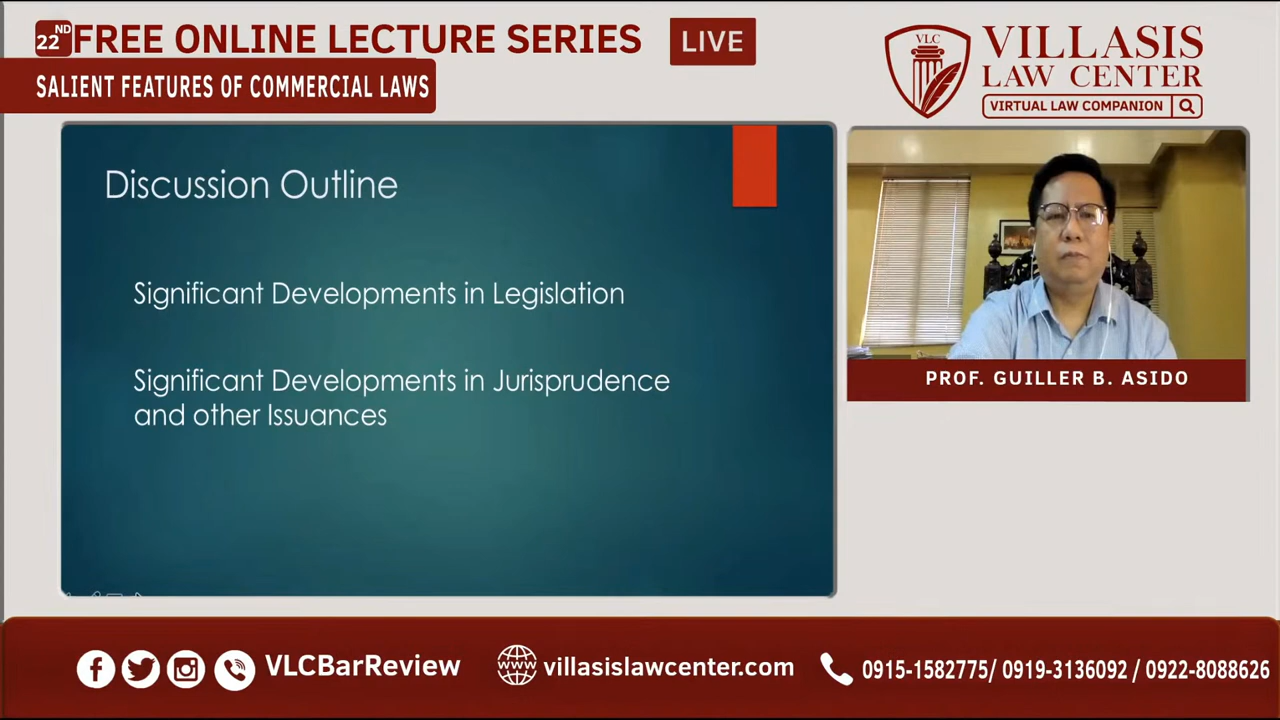 22ND FREE ONLINE LECTURE SERIES
LIVE
SALIENT FEATURES OF COMMERCIAL LAWS
VLC
VILLASIS
LAW CENTER
VIRTUAL LAW COMPANION
Discussion Outline
Significant Developments in Legislation
Significant Developments in Jurisprudence
and other Issuances
PROF. GUILLER B. ASIDO
VLCBarReview
www
villasislawcenter.com
0915-1582775/ 0919-3136092 / 0922-8088626